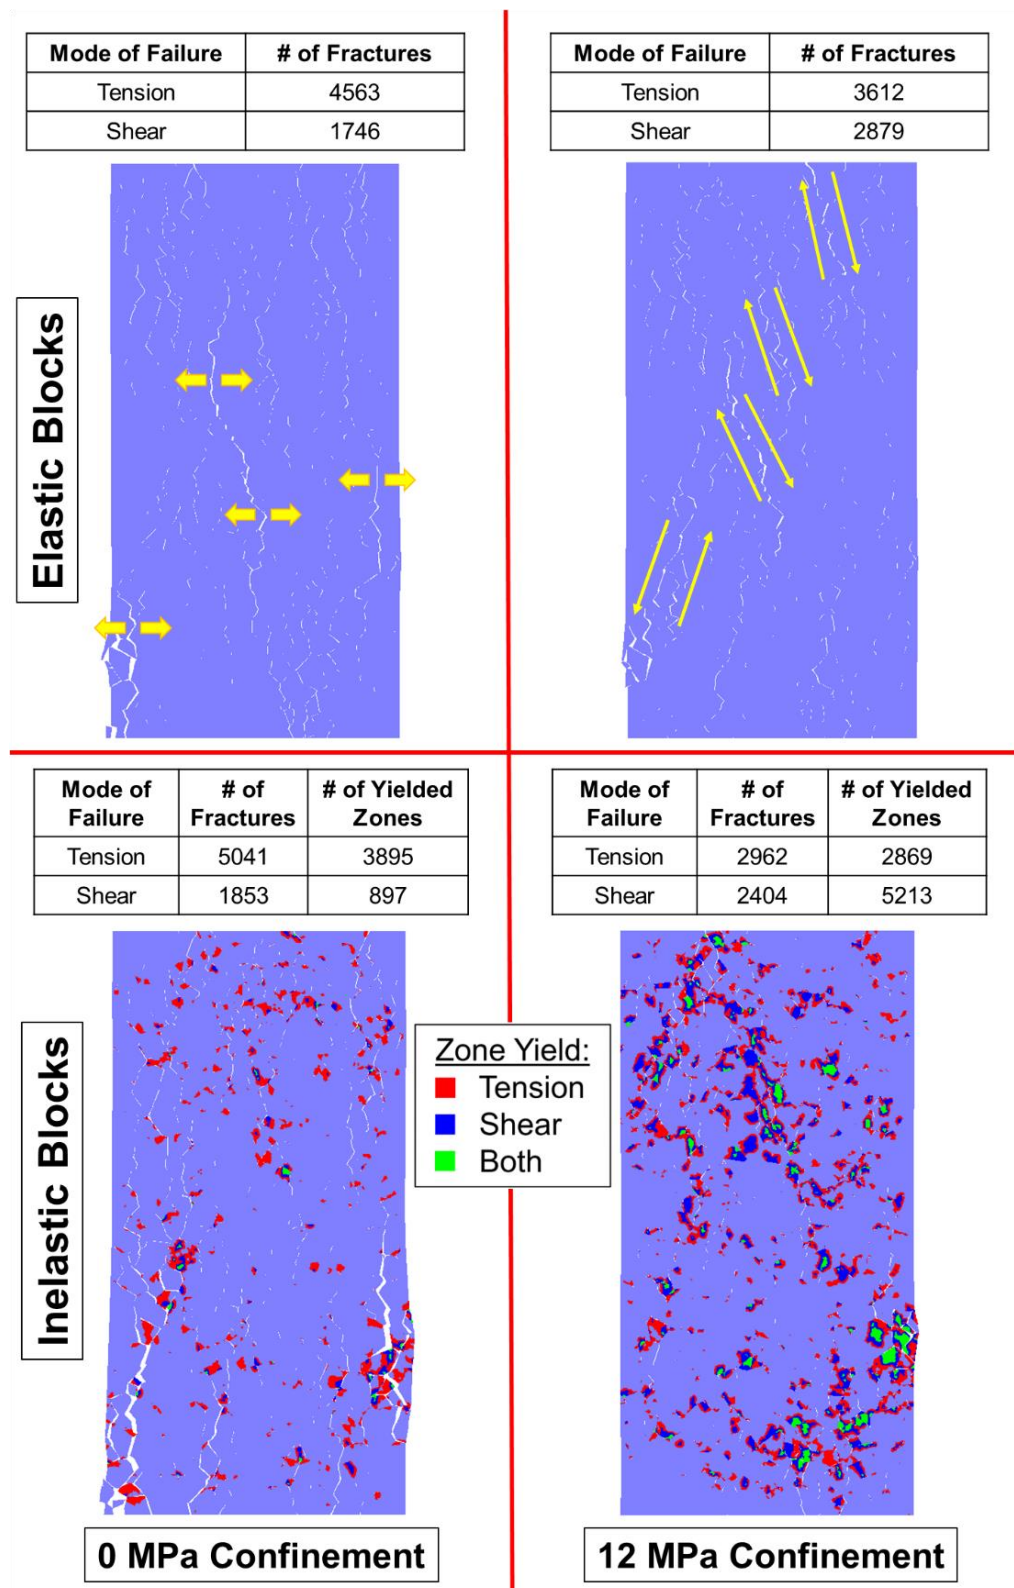 Mode of Failure # of Fractures
Tension 4563
Shear 1746
Mode of Failure # of Fractures
Tension 3612
Shear 2879
Elastic Blocks
Mode of # of # of Yielded
Failure Fractures Zones
Tension 5041 3895
Shear 1853 897
Mode of # of # of Yielded
Failure Fractures Zones
Tension 2962 2869
Shear 2404 5213
Inelastic Blocks
Zone Yield:
Tension
Shear
Both
0 MPa Confinement
12 MPa Confinement